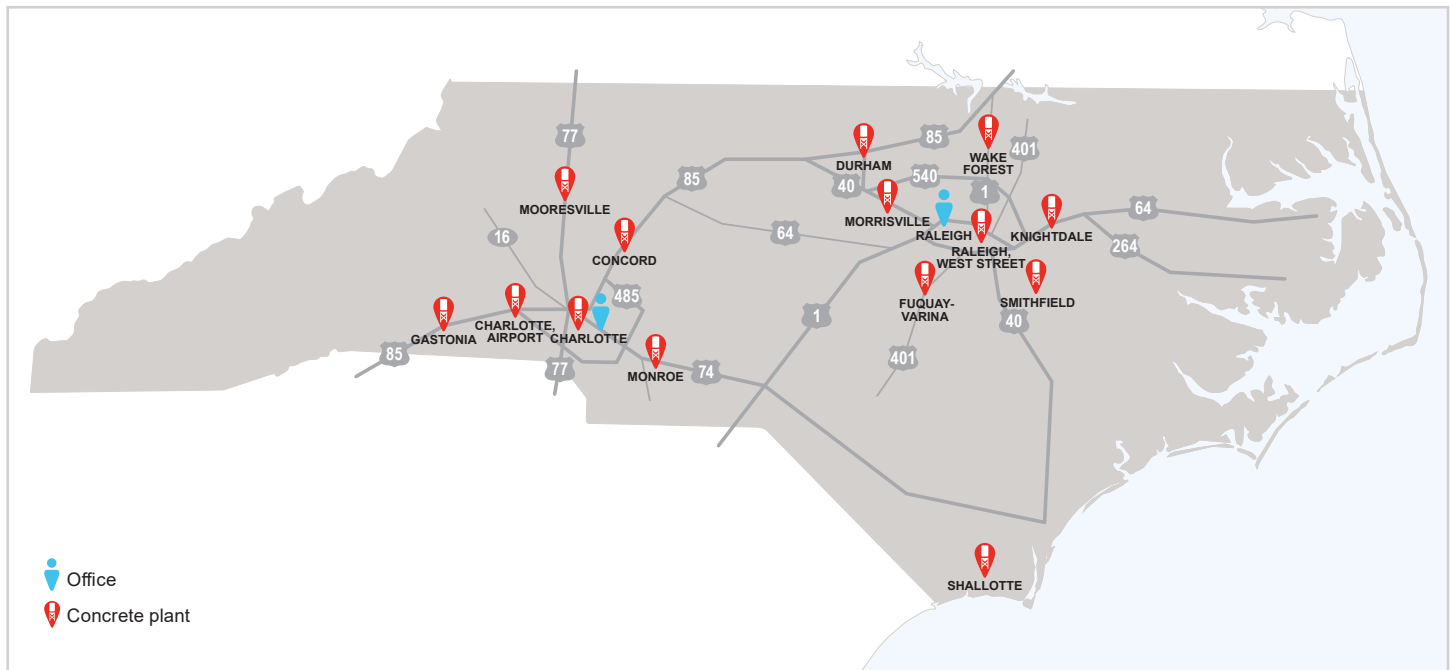 77
85
WAKE
FOREST
401
DURHAM
85
40
540
1
MOORESVILLE
MORRISVILLE
RALEIGH
KNIGHTDALE
64
16
64
CONCORD
RALEIGH,
WEST STREET
264
485
FUQUAY-
VARINA
SMITHFIELD
1
40
GASTONIA
CHARLOTTE,
AIRPORT
CHARLOTTE
85
77
MONROE
74
401
SHALLOTTE
Office
Concrete plant